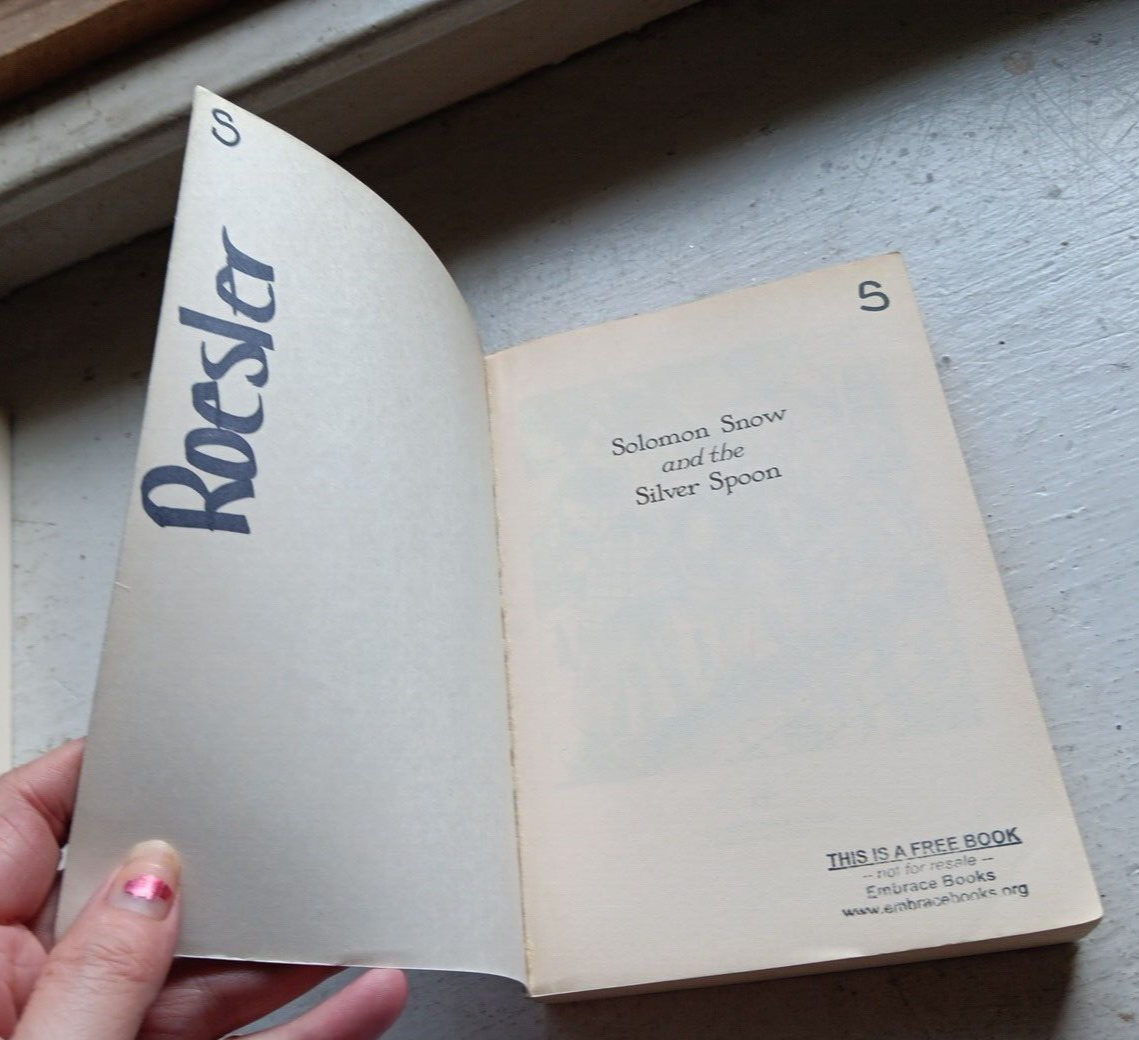 S
Roesler
S
Solomon Snow
and the
Silver Spoon
THIS IS A FREE BOOK
-- not for resale --
Embrace Books
www.embracebooks.org